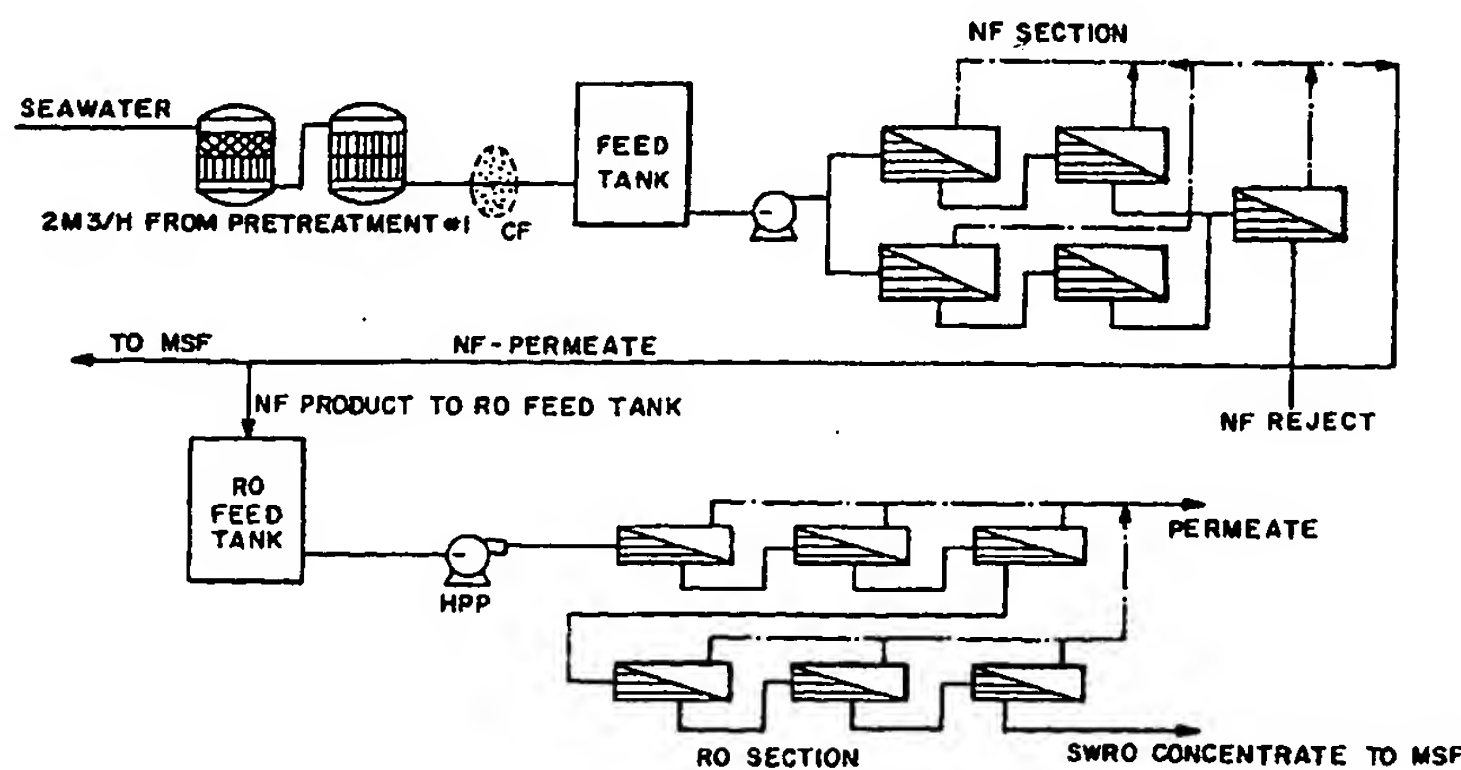 NF SECTION
SEAWATER
FEED
TANK
2M3/H FROM PRETREATMENT #1
CF
TO MSF
NF-PERMEATE
NF PRODUCT TO RO FEED TANK
NF REJECT
RO
FEED
TANK
PERMEATE
HPP
RO SECTION
SWRO CONCENTRATE TO MSF